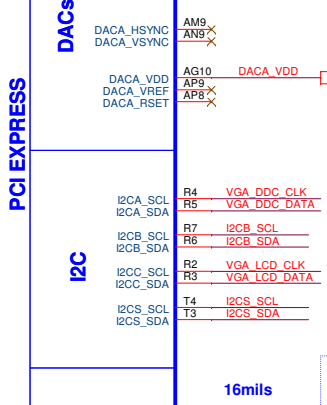 DACs
DACA_HSYNC AM9
DACA_VSYNC AN9
DACA_VDD AG10 DACA_VDD
DACA_VREF AP9
DACA_RSET AP8
PCI EXPRESS
I2C
I2CA_SCL R4 VGA_DDC_CLK
I2CA_SDA R5 VGA_DDC_DATA
I2CB_SCL R7 I2CB_SCL
I2CB_SDA R6 I2CB_SDA
I2CC_SCL R2 VGA_LCD_CLK
I2CC_SDA R3 VGA_LCD_DATA
I2CS_SCL T4 I2CS_SCL
I2CS_SDA T3 I2CS_SDA
16mils